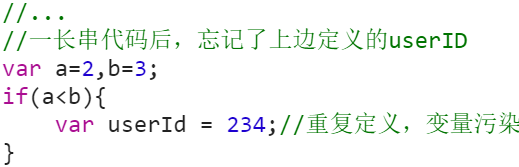 //...
//一长串代码后，忘记了上边定义的userID
var a=2,b=3;
if(a<b){
    var userId = 234;//重复定义，变量污染
}